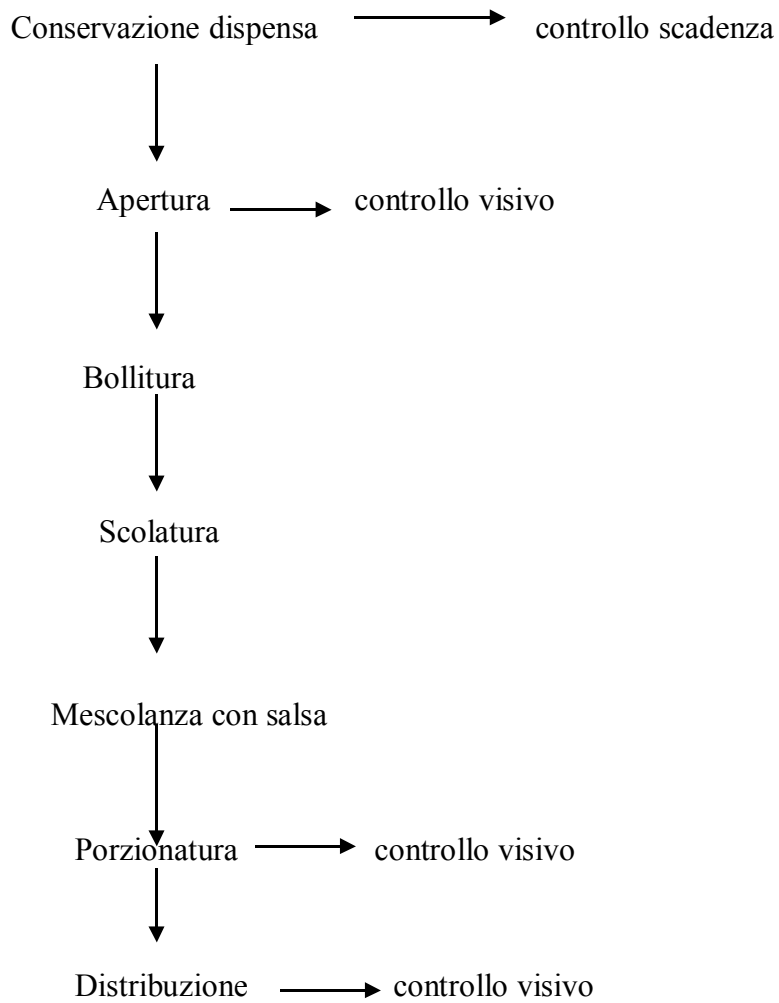 Conservazione dispensa controllo scadenza
Apertura controllo visivo
Bollitura
Scolatura
Mescolanza con salsa
Porzionatura controllo visivo
Distribuzione controllo visivo